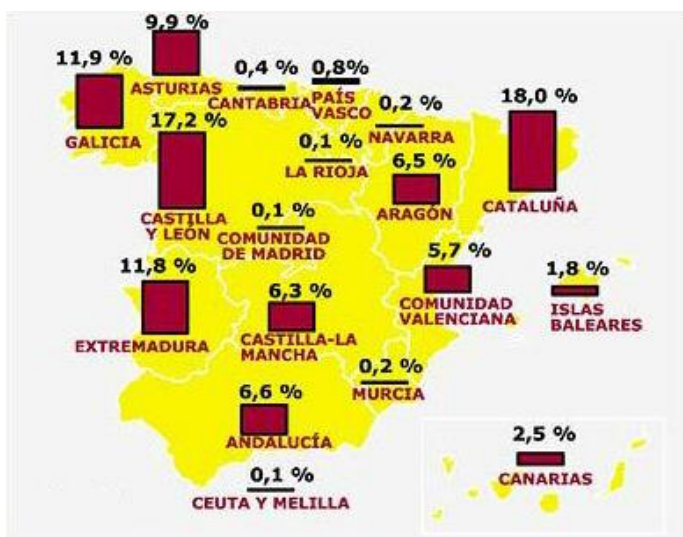 9,9 %
ASTURIAS
11,9 %
GALICIA
0,4 %
CANTABRIA
0,8%
PAÍS
VASCO
0,2 %
NAVARRA
18,0 %
CATALUÑA
17,2 %
CASTILLA
Y LEÓN
0,1 %
LA RIOJA
6,5 %
ARAGÓN
0,1 %
COMUNIDAD
DE MADRID
5,7 %
COMUNIDAD
VALENCIANA
1,8 %
ISLAS
BALEARES
11,8 %
EXTREMADURA
6,3 %
CASTILLA-LA
MANCHA
0,2 %
MURCIA
6,6 %
ANDALUCÍA
2,5 %
CANARIAS
0,1 %
CEUTA Y MELILLA